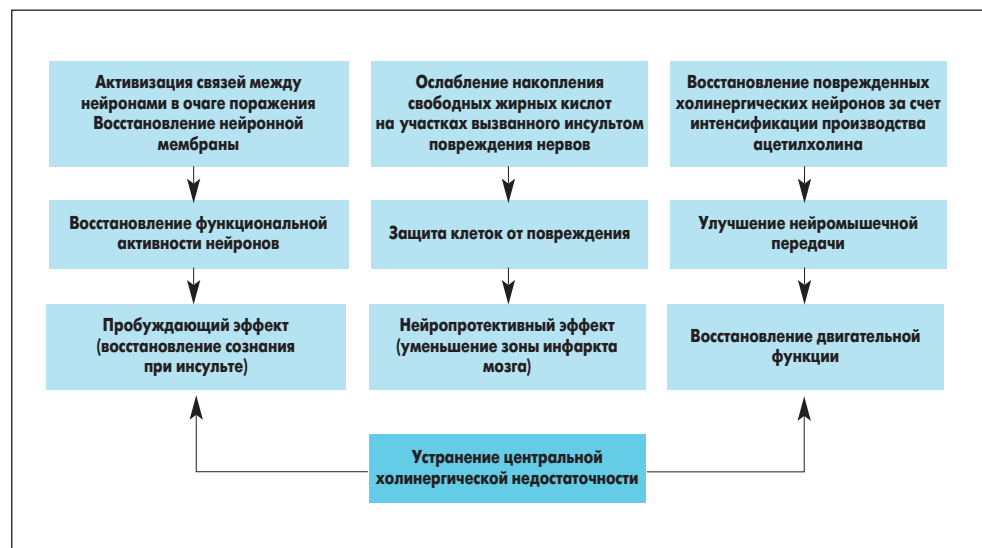 Активизация связей между
нейронами в очаге поражения
Восстановление нейронной
мембраны
Ослабление накопления
свободных жирных кислот
на участках вызванного инсультом
повреждения нервов
Восстановление поврежденных
холинергических нейронов за счет
интенсификации производства
ацетилхолина
Восстановление функциональной
активности нейронов
Защита клеток от повреждения
Улучшение нейромышечной
передачи
Пробуждающий эффект
(восстановление сознания
при инсульте)
Нейропротективный эффект
(уменьшение зоны инфаркта
мозга)
Восстановление двигательной
функции
Устранение центральной
холинергической недостаточности